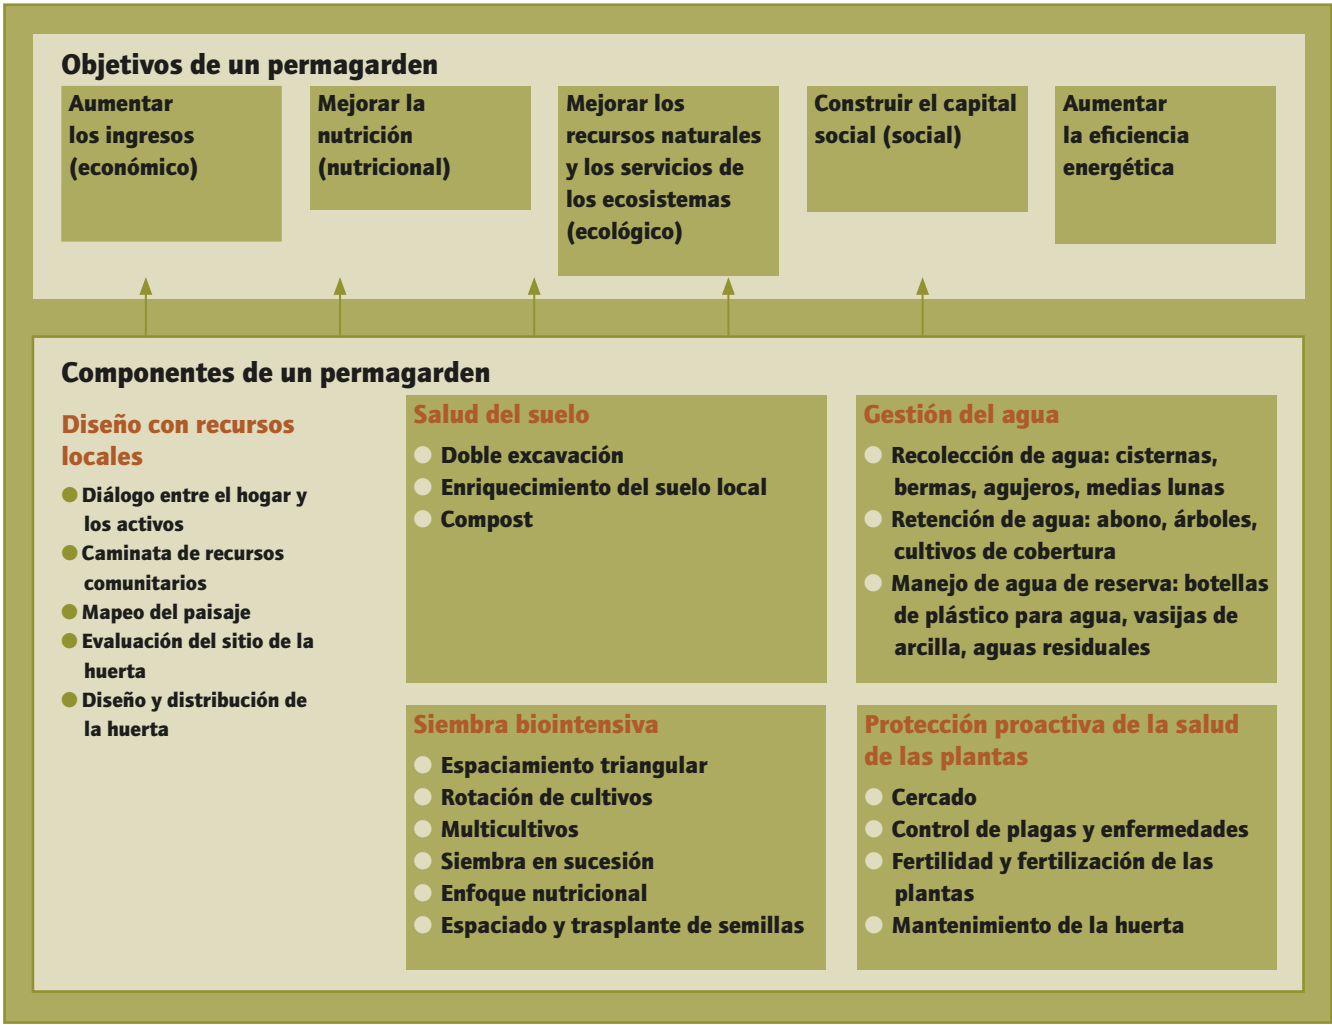 Objetivos de un permagarden
Aumentar
los ingresos
(económico)
Mejorar la
nutrición
(nutricional)
Mejorar los
recursos naturales
y los servicios de
los ecosistemas
(ecológico)
Construir el capital
social (social)
Aumentar
la eficiencia
energética
Componentes de un permagarden
Diseño con recursos
locales
Diálogo entre el hogar y
los activos
Caminata de recursos
comunitarios
Mapeo del paisaje
Evaluación del sitio de la
huerta
Diseño y distribución de
la huerta
Salud del suelo
Doble excavación
Enriquecimiento del suelo local
Compost
Gestión del agua
Recolección de agua: cisternas,
bermas, agujeros, medias lunas
Retención de agua: abono, árboles,
cultivos de cobertura
Manejo de agua de reserva: botellas
de plástico para agua, vasijas de
arcilla, aguas residuales
Siembra biointensiva
Espaciamiento triangular
Rotación de cultivos
Multicultivos
Siembra en sucesión
Enfoque nutricional
Espaciado y trasplante de semillas
Protección proactiva de la salud
de las plantas
Cercado
Control de plagas y enfermedades
Fertilidad y fertilización de las
plantas
Mantenimiento de la huerta